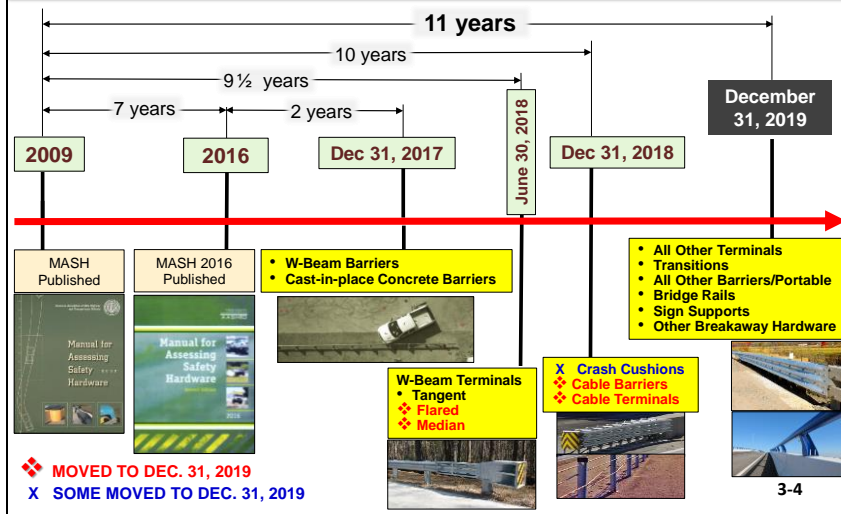 11 years
10 years
9 ½ years
7 years
2 years
2009
2016
Dec 31, 2017
June 30, 2018
Dec 31, 2018
December
31, 2019
MASH
Published
MASH 2016
Published
• W-Beam Barriers
• Cast-in-place Concrete Barriers
• All Other Terminals
• Transitions
• All Other Barriers/Portable
• Bridge Rails
• Sign Supports
• Other Breakaway Hardware
Manual for
Assessing
Safety
Hardware
Manual for
Assessing
Safety
Hardware
2016
W-Beam Terminals
• Tangent
❖ Flared
❖ Median
X Crash Cushions
❖ Cable Barriers
❖ Cable Terminals
❖ MOVED TO DEC. 31, 2019
X SOME MOVED TO DEC. 31, 2019
3-4